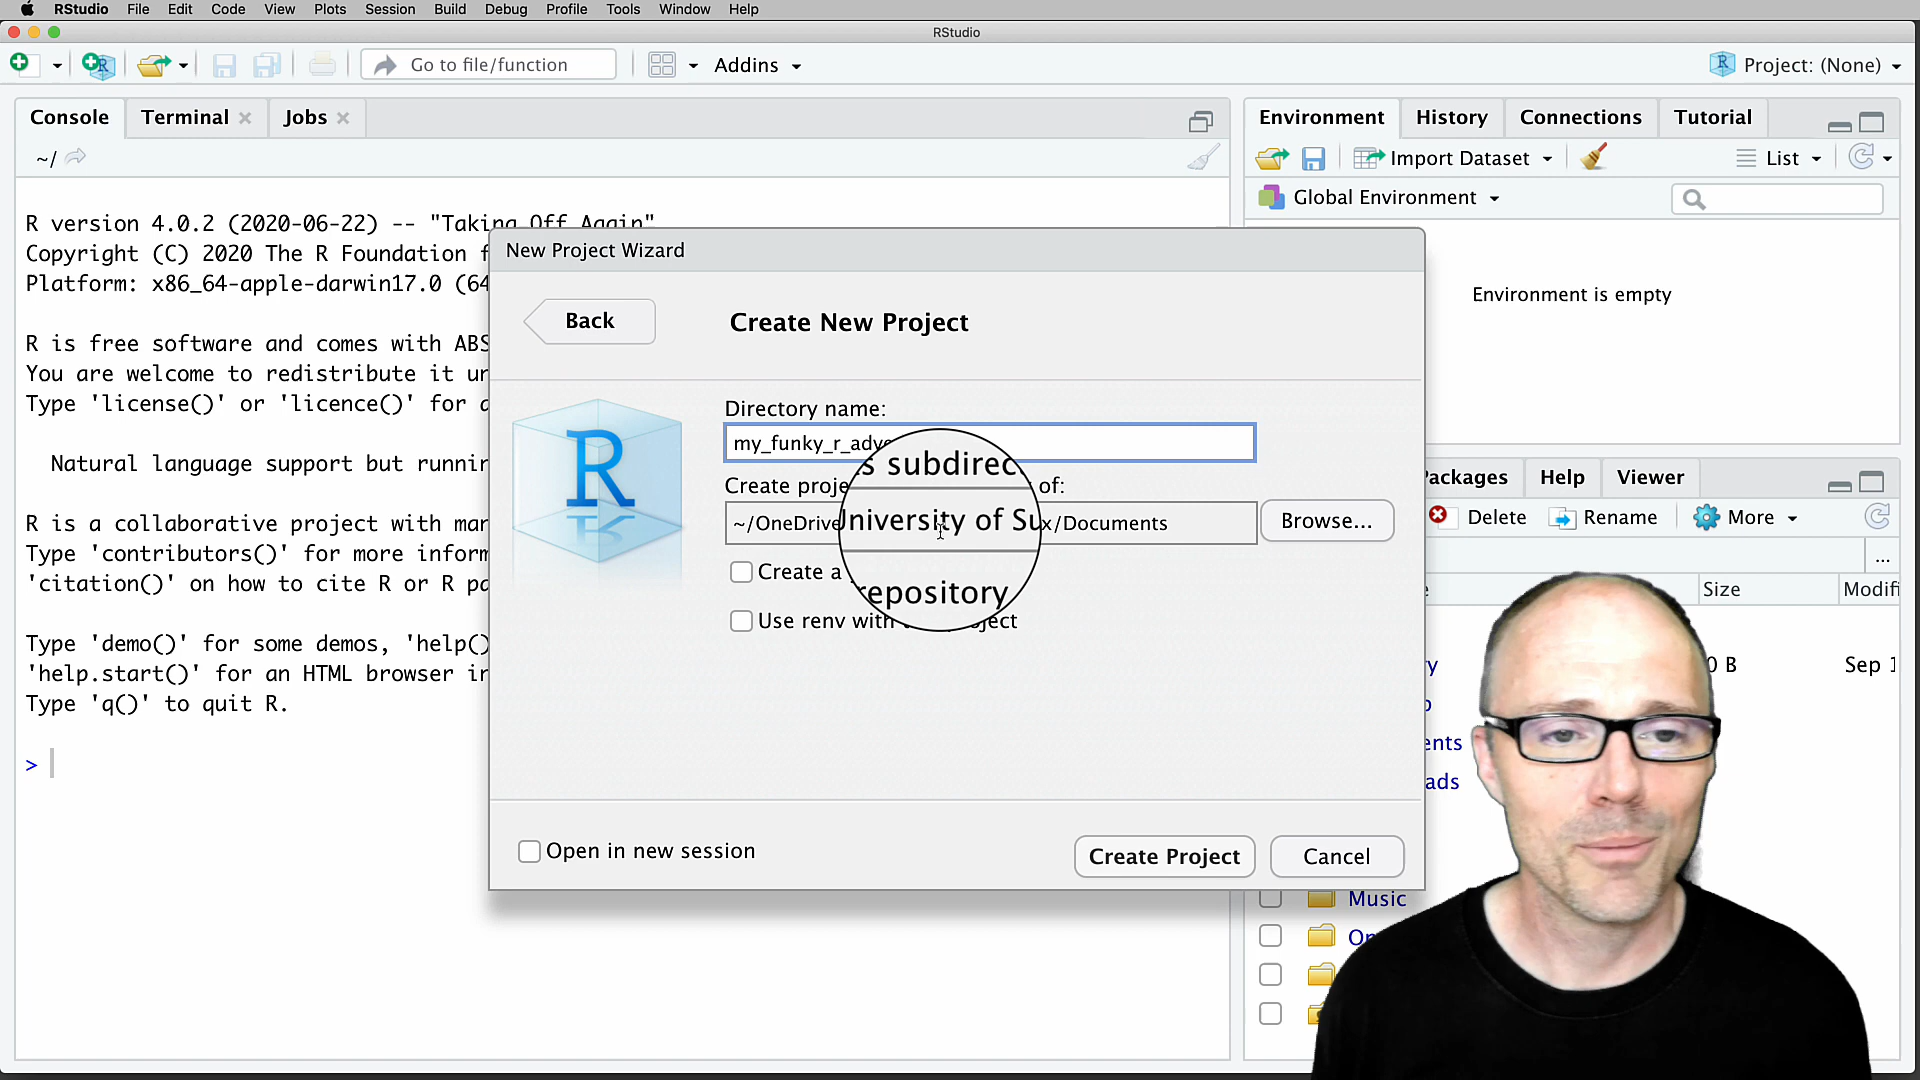 RStudio File Edit Code View Plots Session Build Debug Profile Tools Window Help
RStudio
Go to file/function
Addins
Project: (None)
Console Terminal Jobs
~/
R version 4.0.2 (2020-06-22) -- "Taking Off Again"
Copyright (C) 2020 The R Foundation f
Platform: x86_64-apple-darwin17.0 (64
R is free software and comes with ABS
You are welcome to redistribute it un
Type 'license()' or 'licence()' for d
Natural language support but runnin
R is a collaborative project with man
Type 'contributors()' for more inform
'citation()' on how to cite R or R pa
Type 'demo()' for some demos, 'help()
'help.start()' for an HTML browser in
Type 'q()' to quit R.
>
New Project Wizard
Back
Create New Project
R
Directory name:
my_funky_r_adve
s subdirec
Create proje of:
~/OneDrive University of Su x/Documents
Browse...
Create a
repository
Use renv with ject
Open in new session
Create Project
Cancel
Environment History Connections Tutorial
Import Dataset
List
Global Environment
Environment is empty
Packages Help Viewer
Delete
Rename
More
...
Size
Modifi
0 B
Sep 1
ents
ads
Music